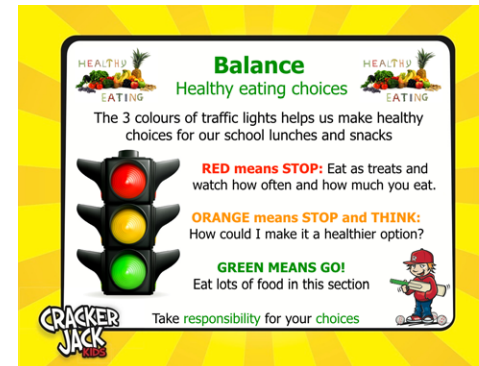 HEALTHY
EATING
HEALTHY
EATING
Balance
Healthy eating choices
The 3 colours of traffic lights helps us make healthy
choices for our school lunches and snacks
RED means STOP: Eat as treats and
watch how often and how much you eat.
ORANGE means STOP and THINK:
How could I make it a healthier option?
GREEN MEANS GO!
Eat lots of food in this section
Take responsibility for your choices
CRACKER
JACK
KIDS